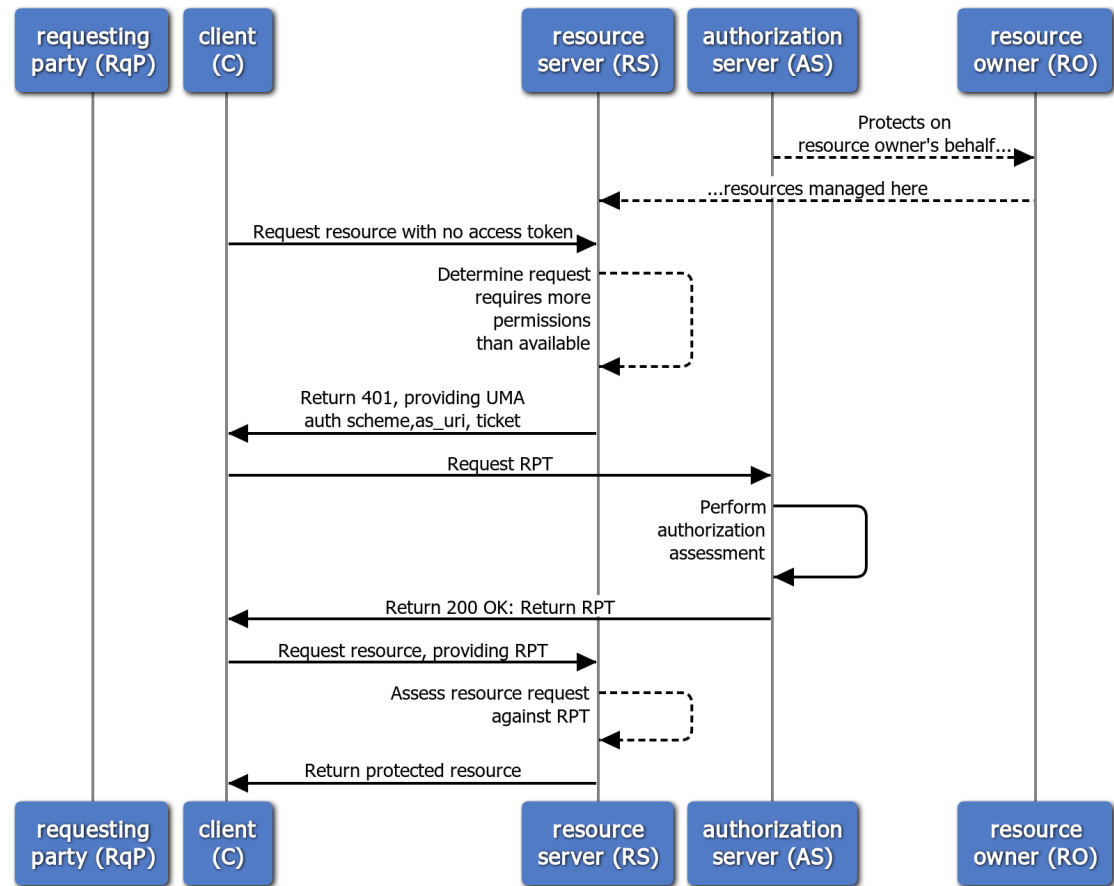 requesting
party (RqP)
client
(C)
resource
server (RS)
authorization
server (AS)
resource
owner (RO)
Protects on
resource owner's behalf...
...resources managed here
Request resource with no access token
Determine request
requires more
permissions
than available
Return 401, providing UMA
auth scheme,as_uri, ticket
Request RPT
Perform
authorization
assessment
Return 200 OK: Return RPT
Request resource, providing RPT
Assess resource request
against RPT
Return protected resource
requesting
party (RqP)
client
(C)
resource
server (RS)
authorization
server (AS)
resource
owner (RO)